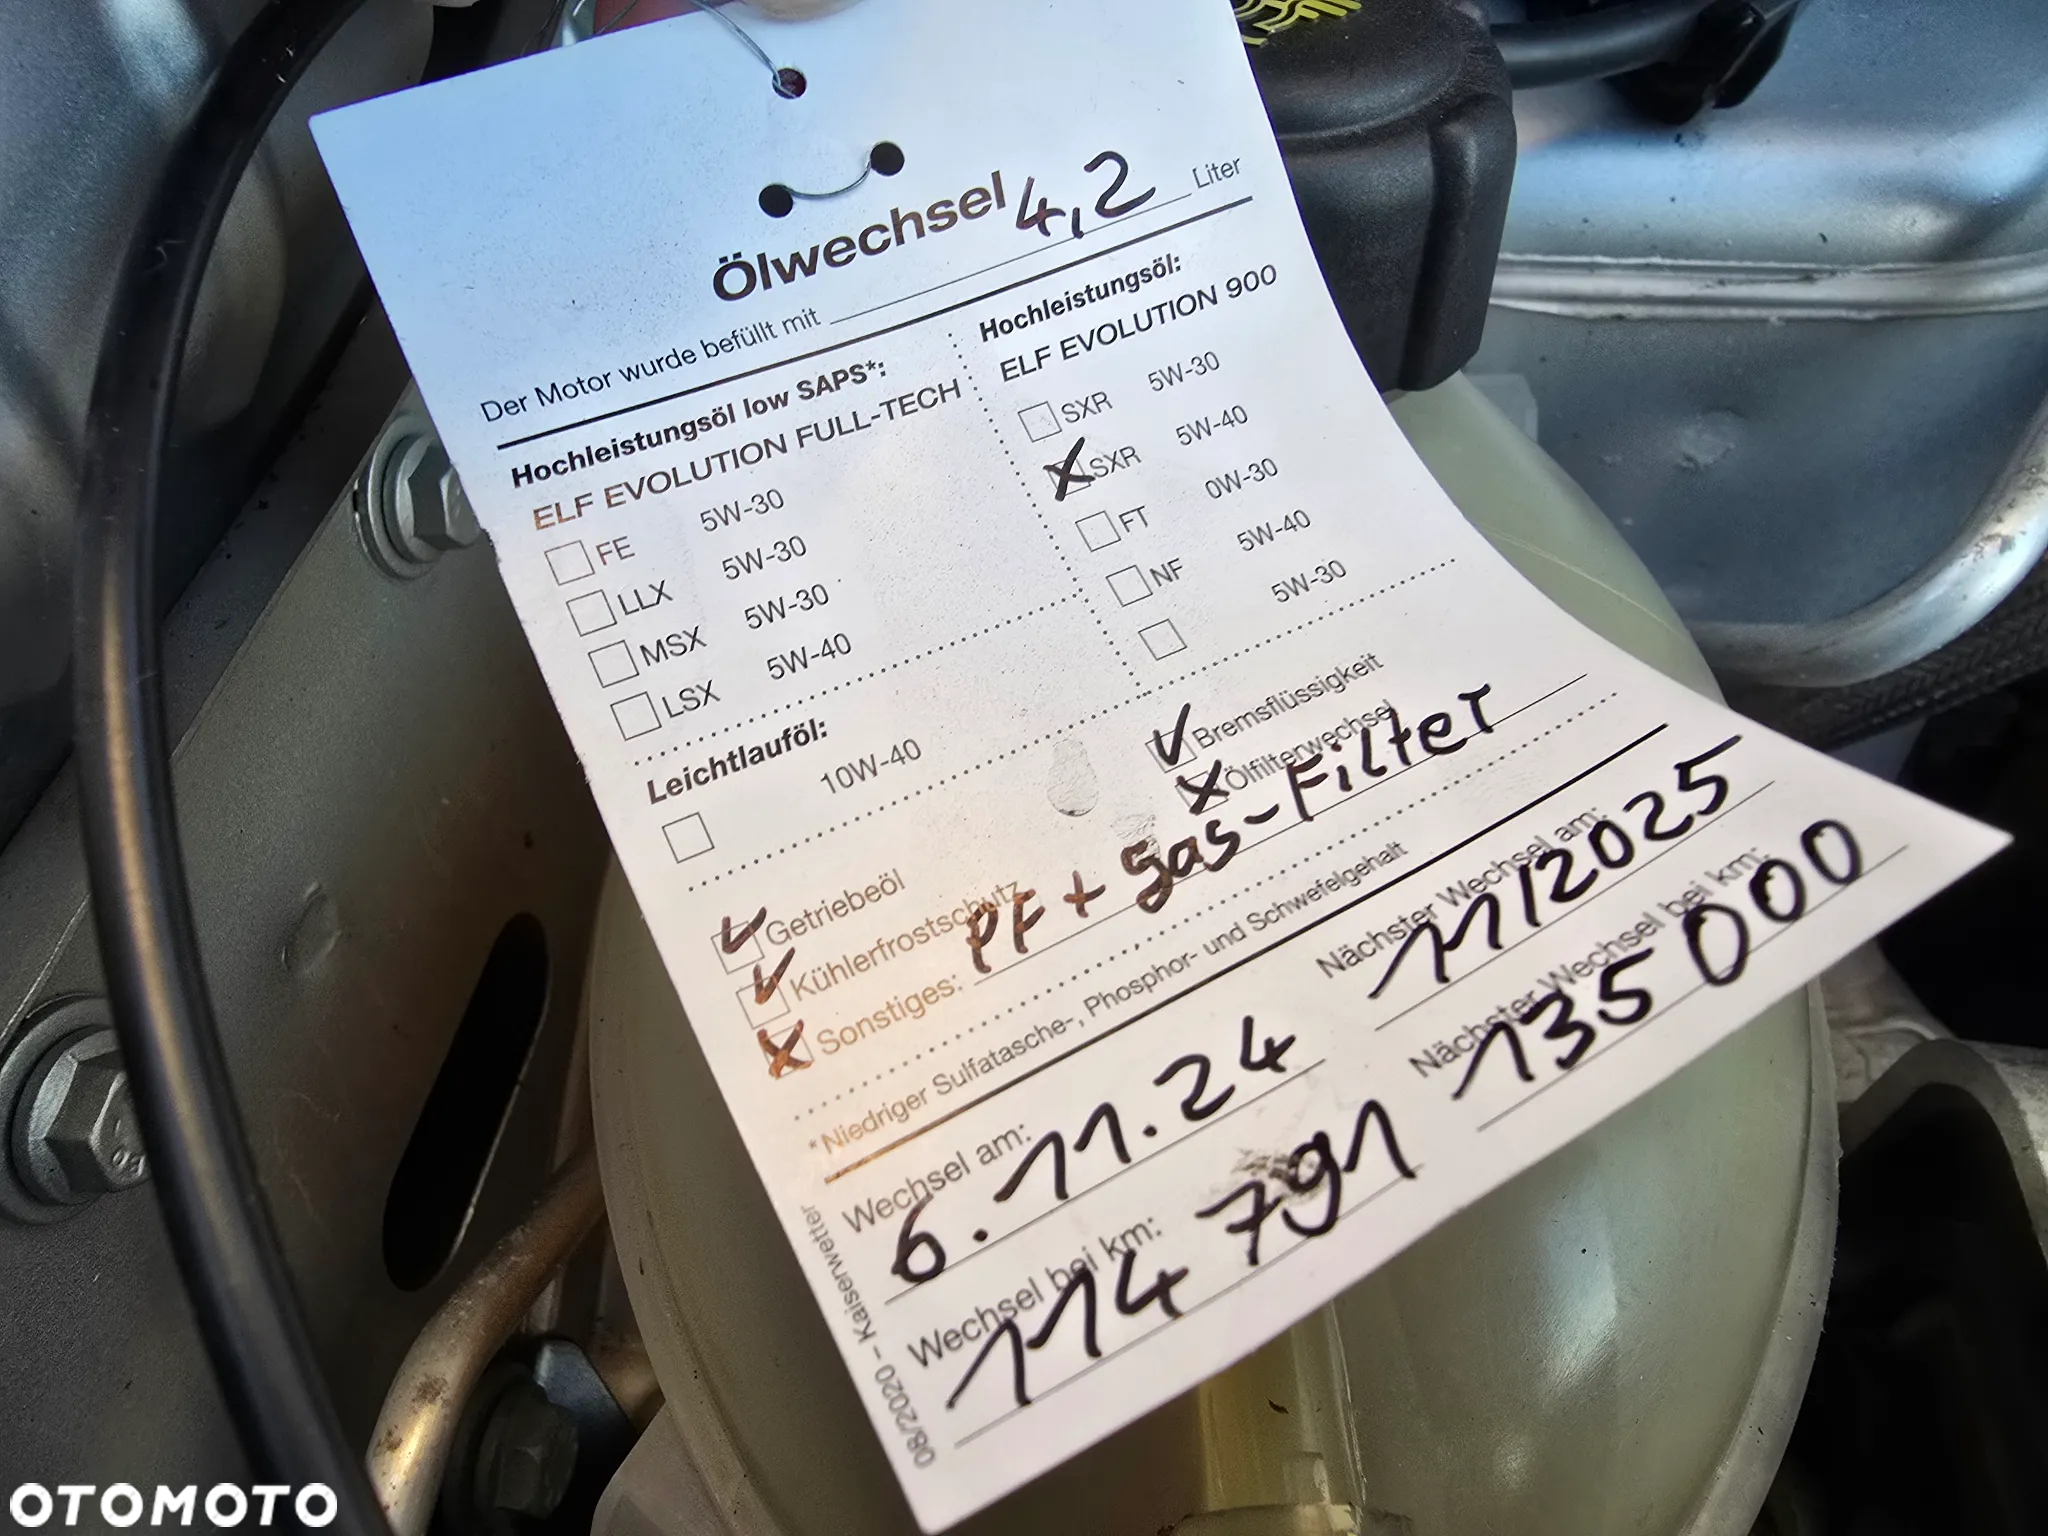 Ölwechsel
Der Motor wurde befüllt mit 4,2 Liter
Hochleistungsöl low SAPS*:
ELF EVOLUTION FULL-TECH
FE 5W-30
LLX 5W-30
MSX 5W-30
LSX 5W-40
Hochleistungsöl:
ELF EVOLUTION 900
SXR 5W-30
X SXR 5W-40
FT 0W-30
NF 5W-40
5W-30
Leichtlauföl:
10W-40
✓ Getriebeöl
✓ Kühlerfrostschutz
✓ Bremsflüssigkeit
X Ölfilterwechsel
X Sonstiges: PF + Gas-Filter
*Niedriger Sulfatasche-, Phosphor- und Schwefelgehalt
Wechsel am:
6.11.24
Nächster Wechsel am:
11/2025
Wechsel bei km:
114 791
Nächster Wechsel bei km:
135 000
08/2020 – Kaiserwetter
OTOMOTO